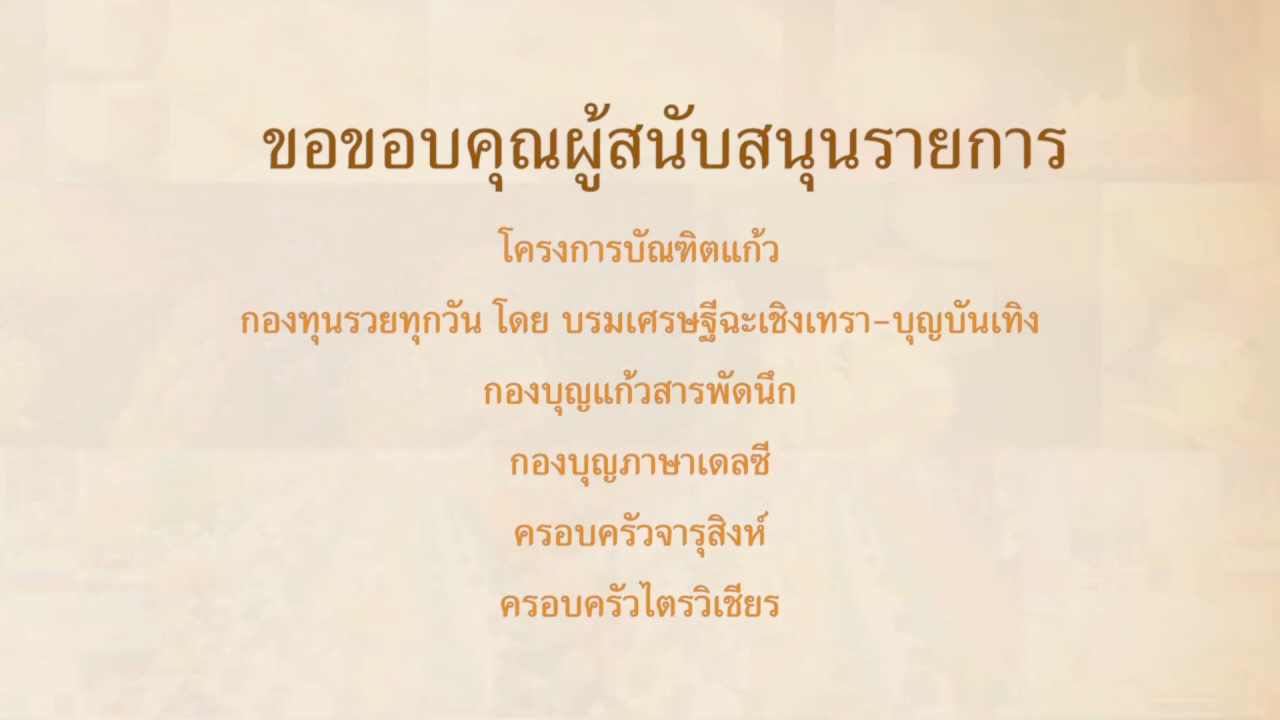 ขอขอบคุณผู้สนับสนุนรายการ
โครงการบัณฑิตแก้ว
กองทุนรวยทุกวัน โดย บรมเศรษฐีฉะเชิงเทรา-บุญบันเทิง
กองบุญแก้วสารพัดนึก
กองบุญภาษาเดลซี
ครอบครัวจารุสิงห์
ครอบครัวไตรวิเชียร